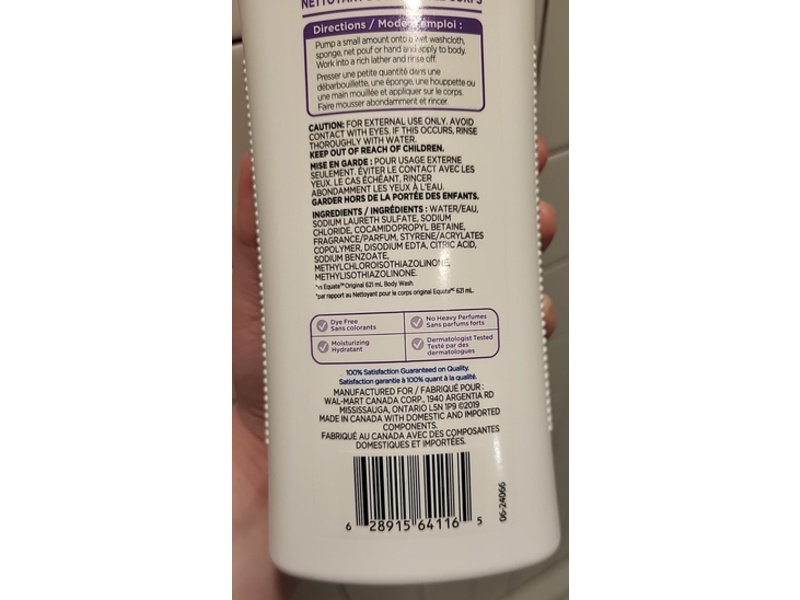 Directions / Mode d'emploi :
Pump a small amount onto a wet washcloth,
sponge, net pouf or hand and apply to body.
Work into a rich lather and rinse off.
Presser une petite quantité dans une
débarbouillette, une éponge, une houppette ou
une main mouillée et appliquer sur le corps.
Faire mousser abondamment et rincer.
CAUTION: FOR EXTERNAL USE ONLY. AVOID
CONTACT WITH EYES. IF THIS OCCURS, RINSE
THOROUGHLY WITH WATER.
KEEP OUT OF REACH OF CHILDREN.
MISE EN GARDE : POUR USAGE EXTERNE
SEULEMENT. ÉVITER LE CONTACT AVEC LES
YEUX. LE CAS ÉCHÉANT, RINCER
ABONDAMMENT LES YEUX À L'EAU.
GARDER HORS DE LA PORTÉE DES ENFANTS.
INGREDIENTS / INGRÉDIENTS : WATER/EAU,
SODIUM LAURETH SULFATE, SODIUM
CHLORIDE, COCAMIDOPROPYL BETAINE,
FRAGRANCE/PARFUM, STYRENE/ACRYLATES
COPOLYMER, DISODIUM EDTA, CITRIC ACID,
SODIUM BENZOATE,
METHYLCHLOROISOTHIAZOLINONE,
METHYLISOTHIAZOLINONE.
*vs Equate™ Original 621 mL Body Wash.
*par rapport au Nettoyant pour le corps original Equate 621 mL.
Dye Free
Sans colorants
No Heavy Perfumes
Sans parfums forts
Moisturizing
Hydratant
Dermatologist Tested
Testé par des
dermatologues
100% Satisfaction Guaranteed on Quality.
Satisfaction garantie à 100% quant à la qualité.
MANUFACTURED FOR / FABRIQUÉ POUR :
WAL-MART CANADA CORP., 1940 ARGENTIA RD
MISSISSAUGA, ONTARIO L5N 1P9 ©2019
MADE IN CANADA WITH DOMESTIC AND IMPORTED
COMPONENTS.
FABRIQUÉ AU CANADA AVEC DES COMPOSANTES
DOMESTIQUES ET IMPORTÉES.
6 28915 64116 5
06-24066